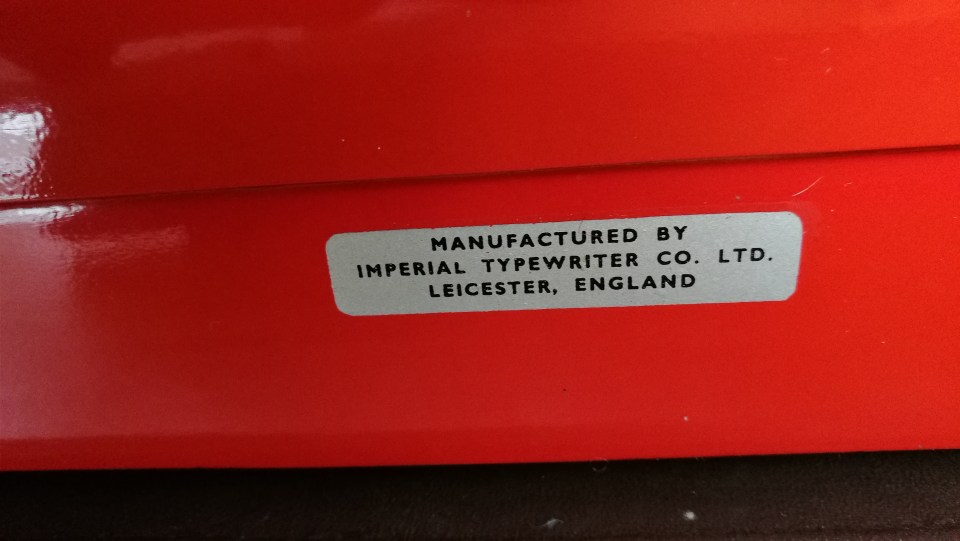 MANUFACTURED BY
IMPERIAL TYPEWRITER CO. LTD.
LEICESTER, ENGLAND